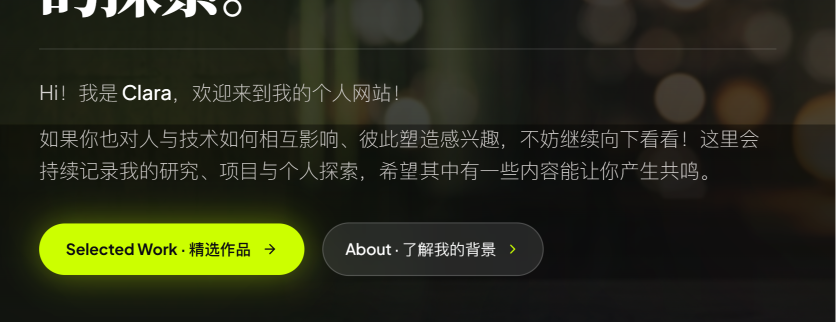 的探索。
Hi！我是 Clara，欢迎来到我的个人网站！
如果你也对人与技术如何相互影响、彼此塑造感兴趣，不妨继续向下看看！这里会
持续记录我的研究、项目与个人探索，希望其中有一些内容能让你产生共鸣。
Selected Work · 精选作品 →
About · 了解我的背景 ›